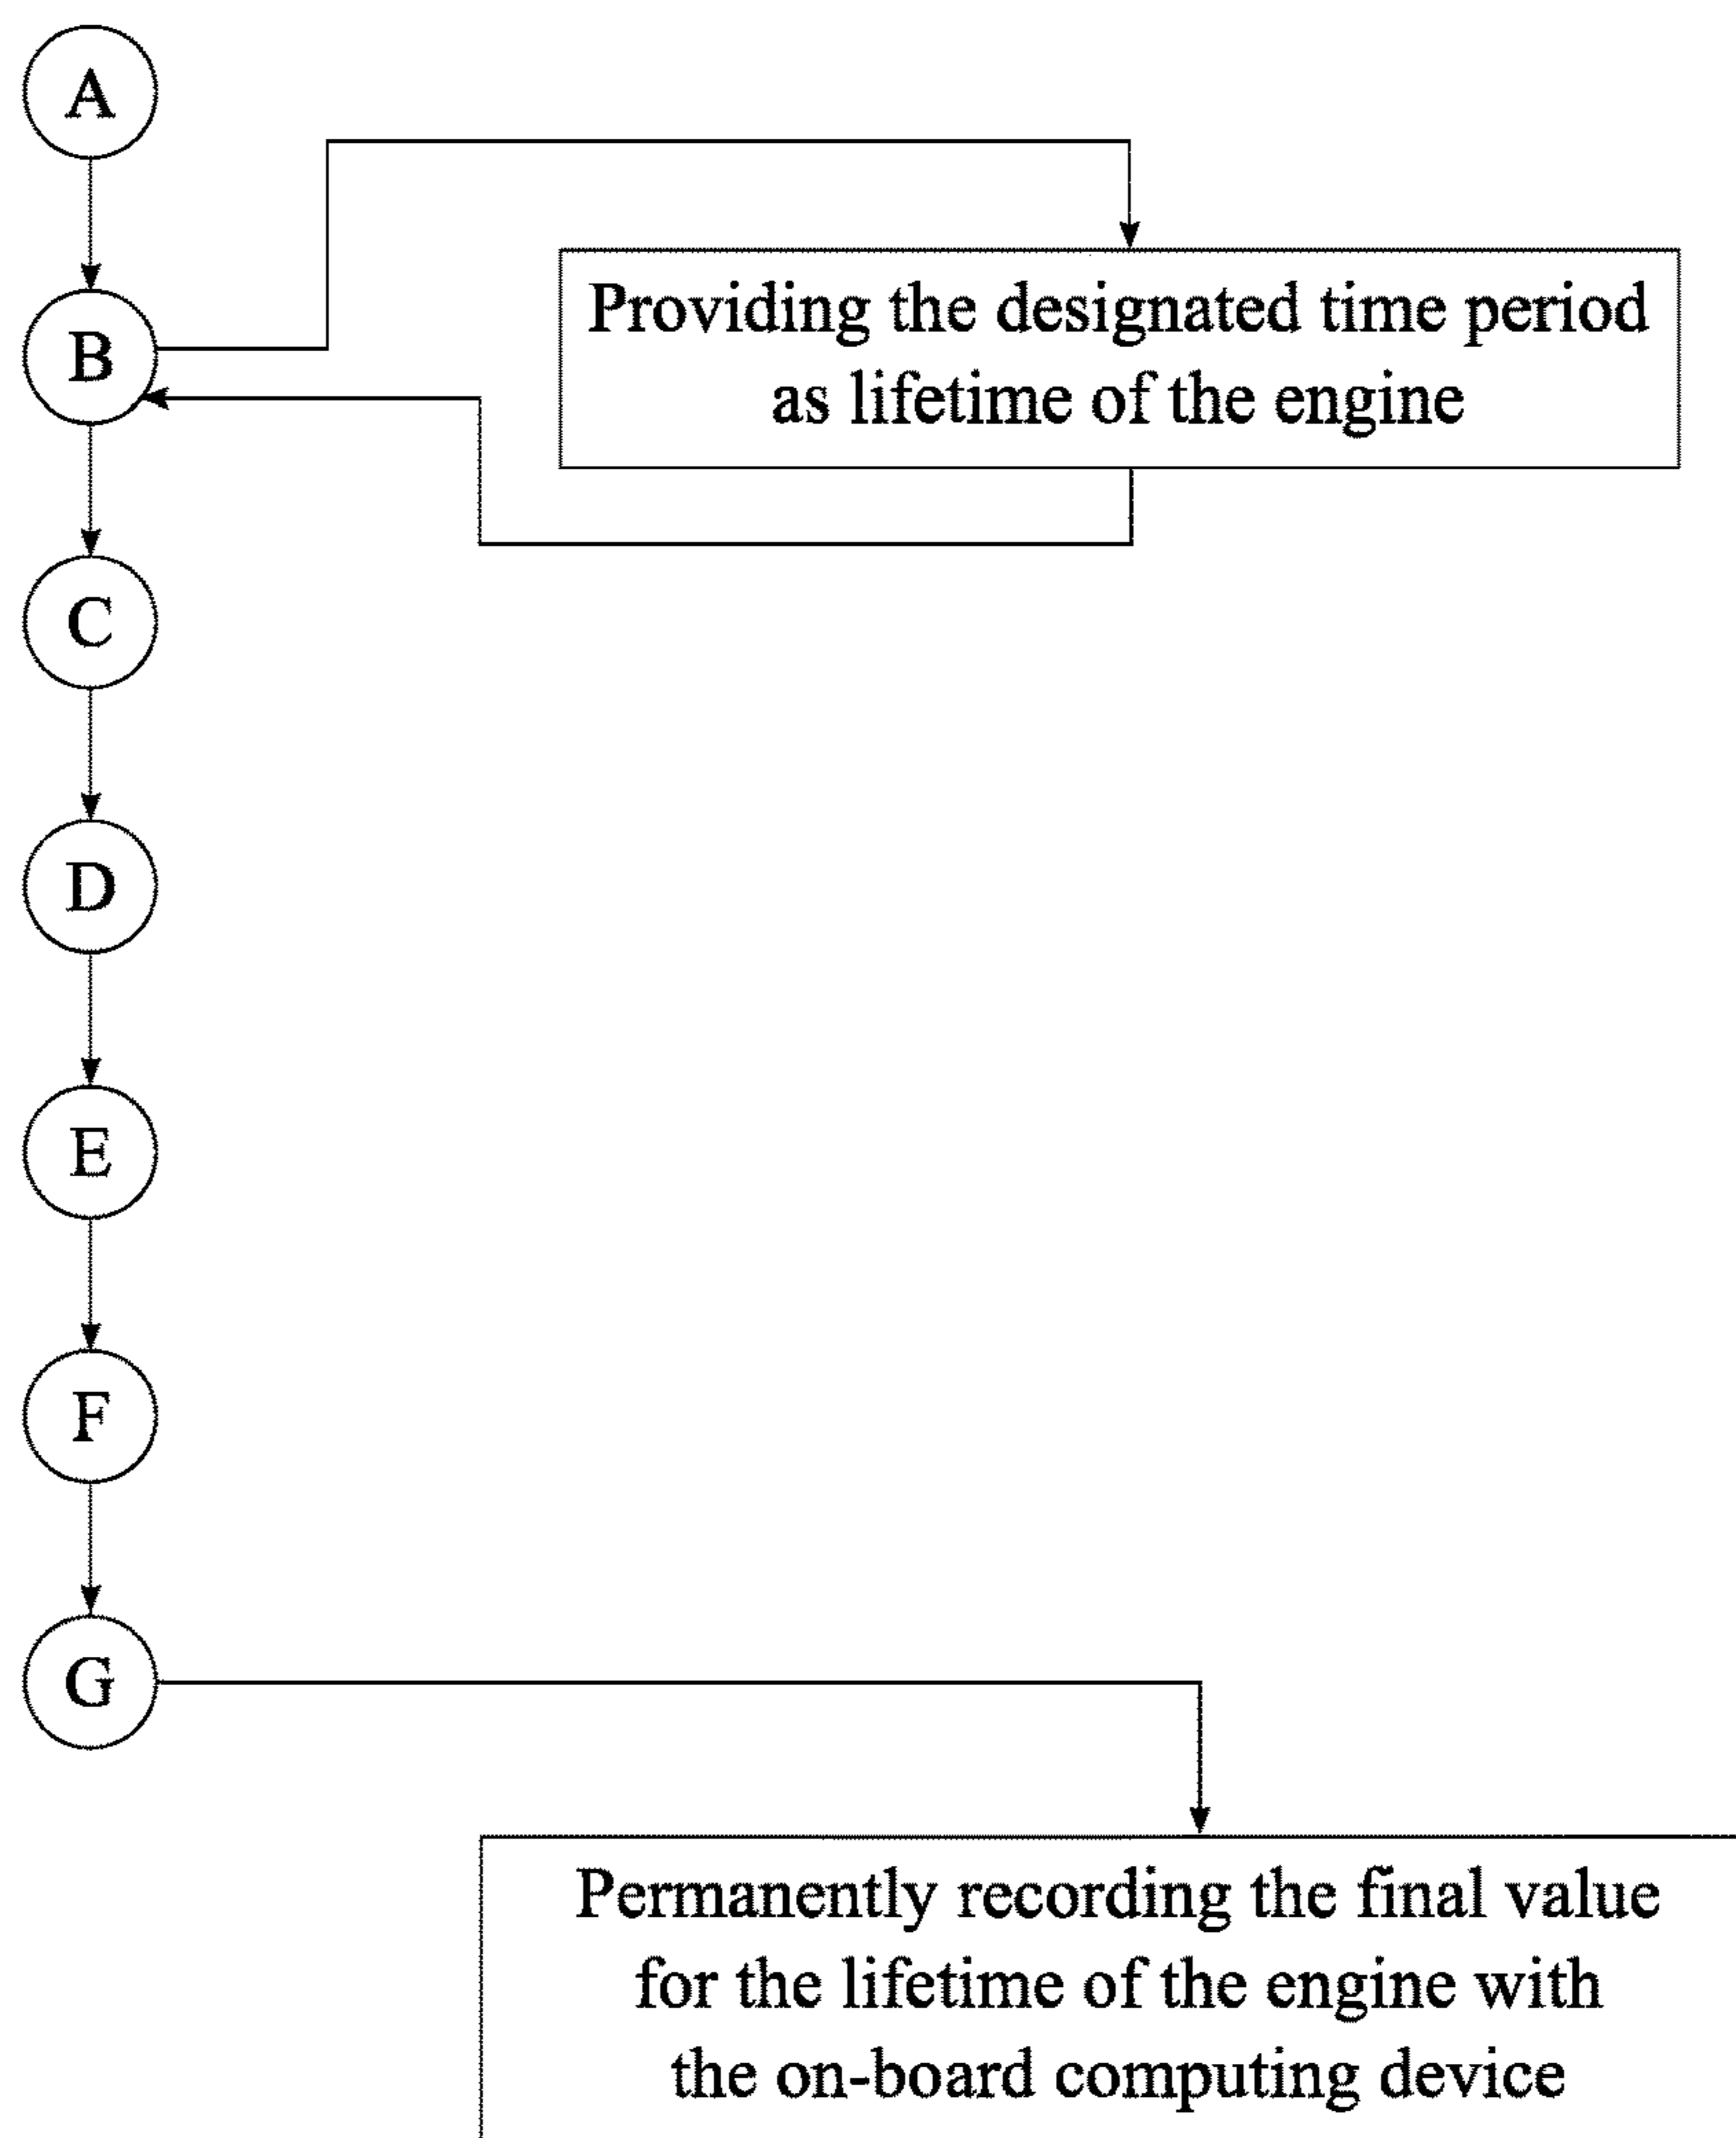 A
B
Providing the designated time period
as lifetime of the engine
C
D
E
F
G
Permanently recording the final value
for the lifetime of the engine with
the on-board computing device